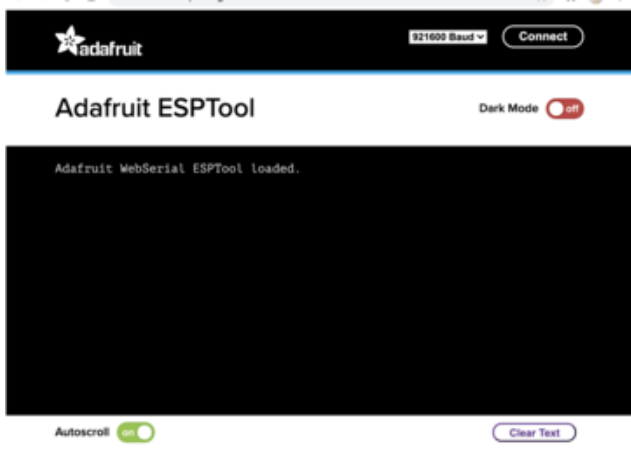 adafruit
921600 Baud
Connect
Adafruit ESPTool
Dark Mode off
Adafruit WebSerial ESPTool loaded.
Autoscroll on
Clear Text